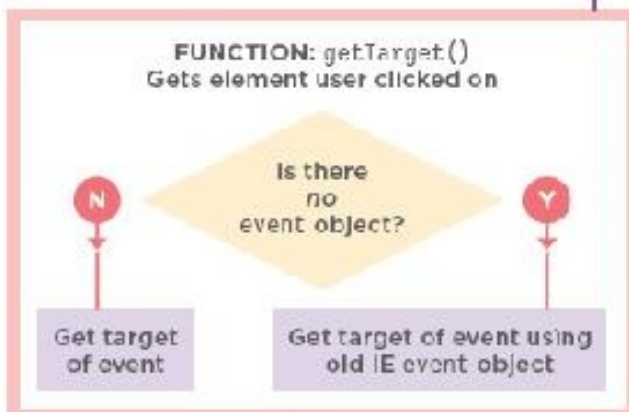 FUNCTION: getTarget()
Gets element user clicked on
Is there
no
event object?
N
Y
Get target
of event
Get target of event using
old IE event object